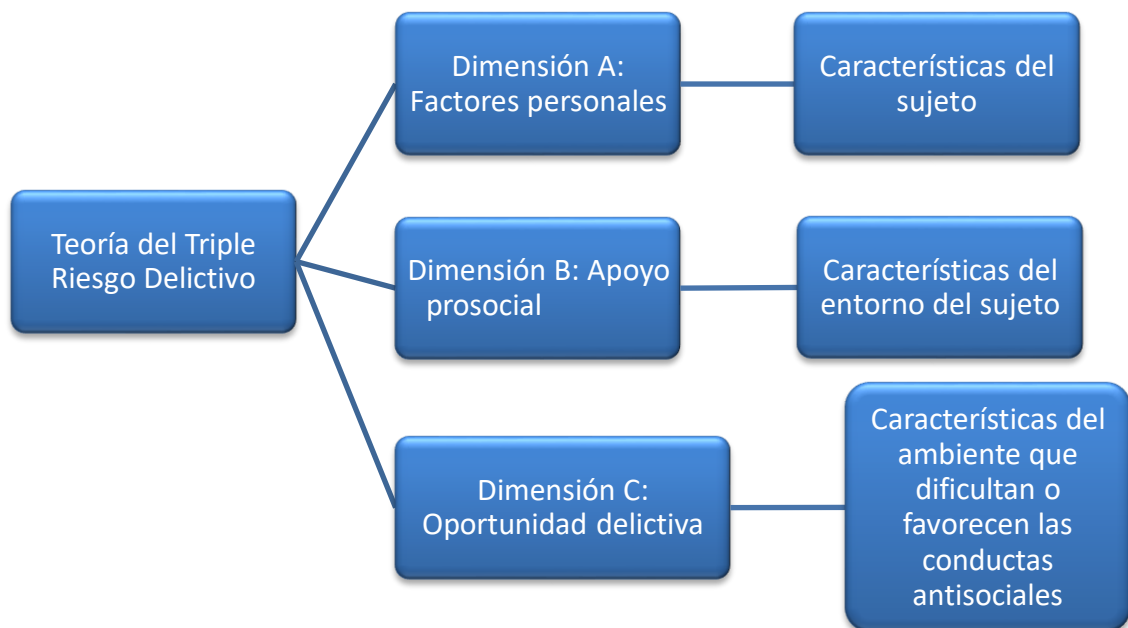 Teoría del Triple
Riesgo Delictivo
Dimensión A:
Factores personales
Características del
sujeto
Dimensión B: Apoyo
prosocial
Características del
entorno del sujeto
Dimensión C:
Oportunidad delictiva
Características del
ambiente que
dificultan o
favorecen las
conductas
antisociales